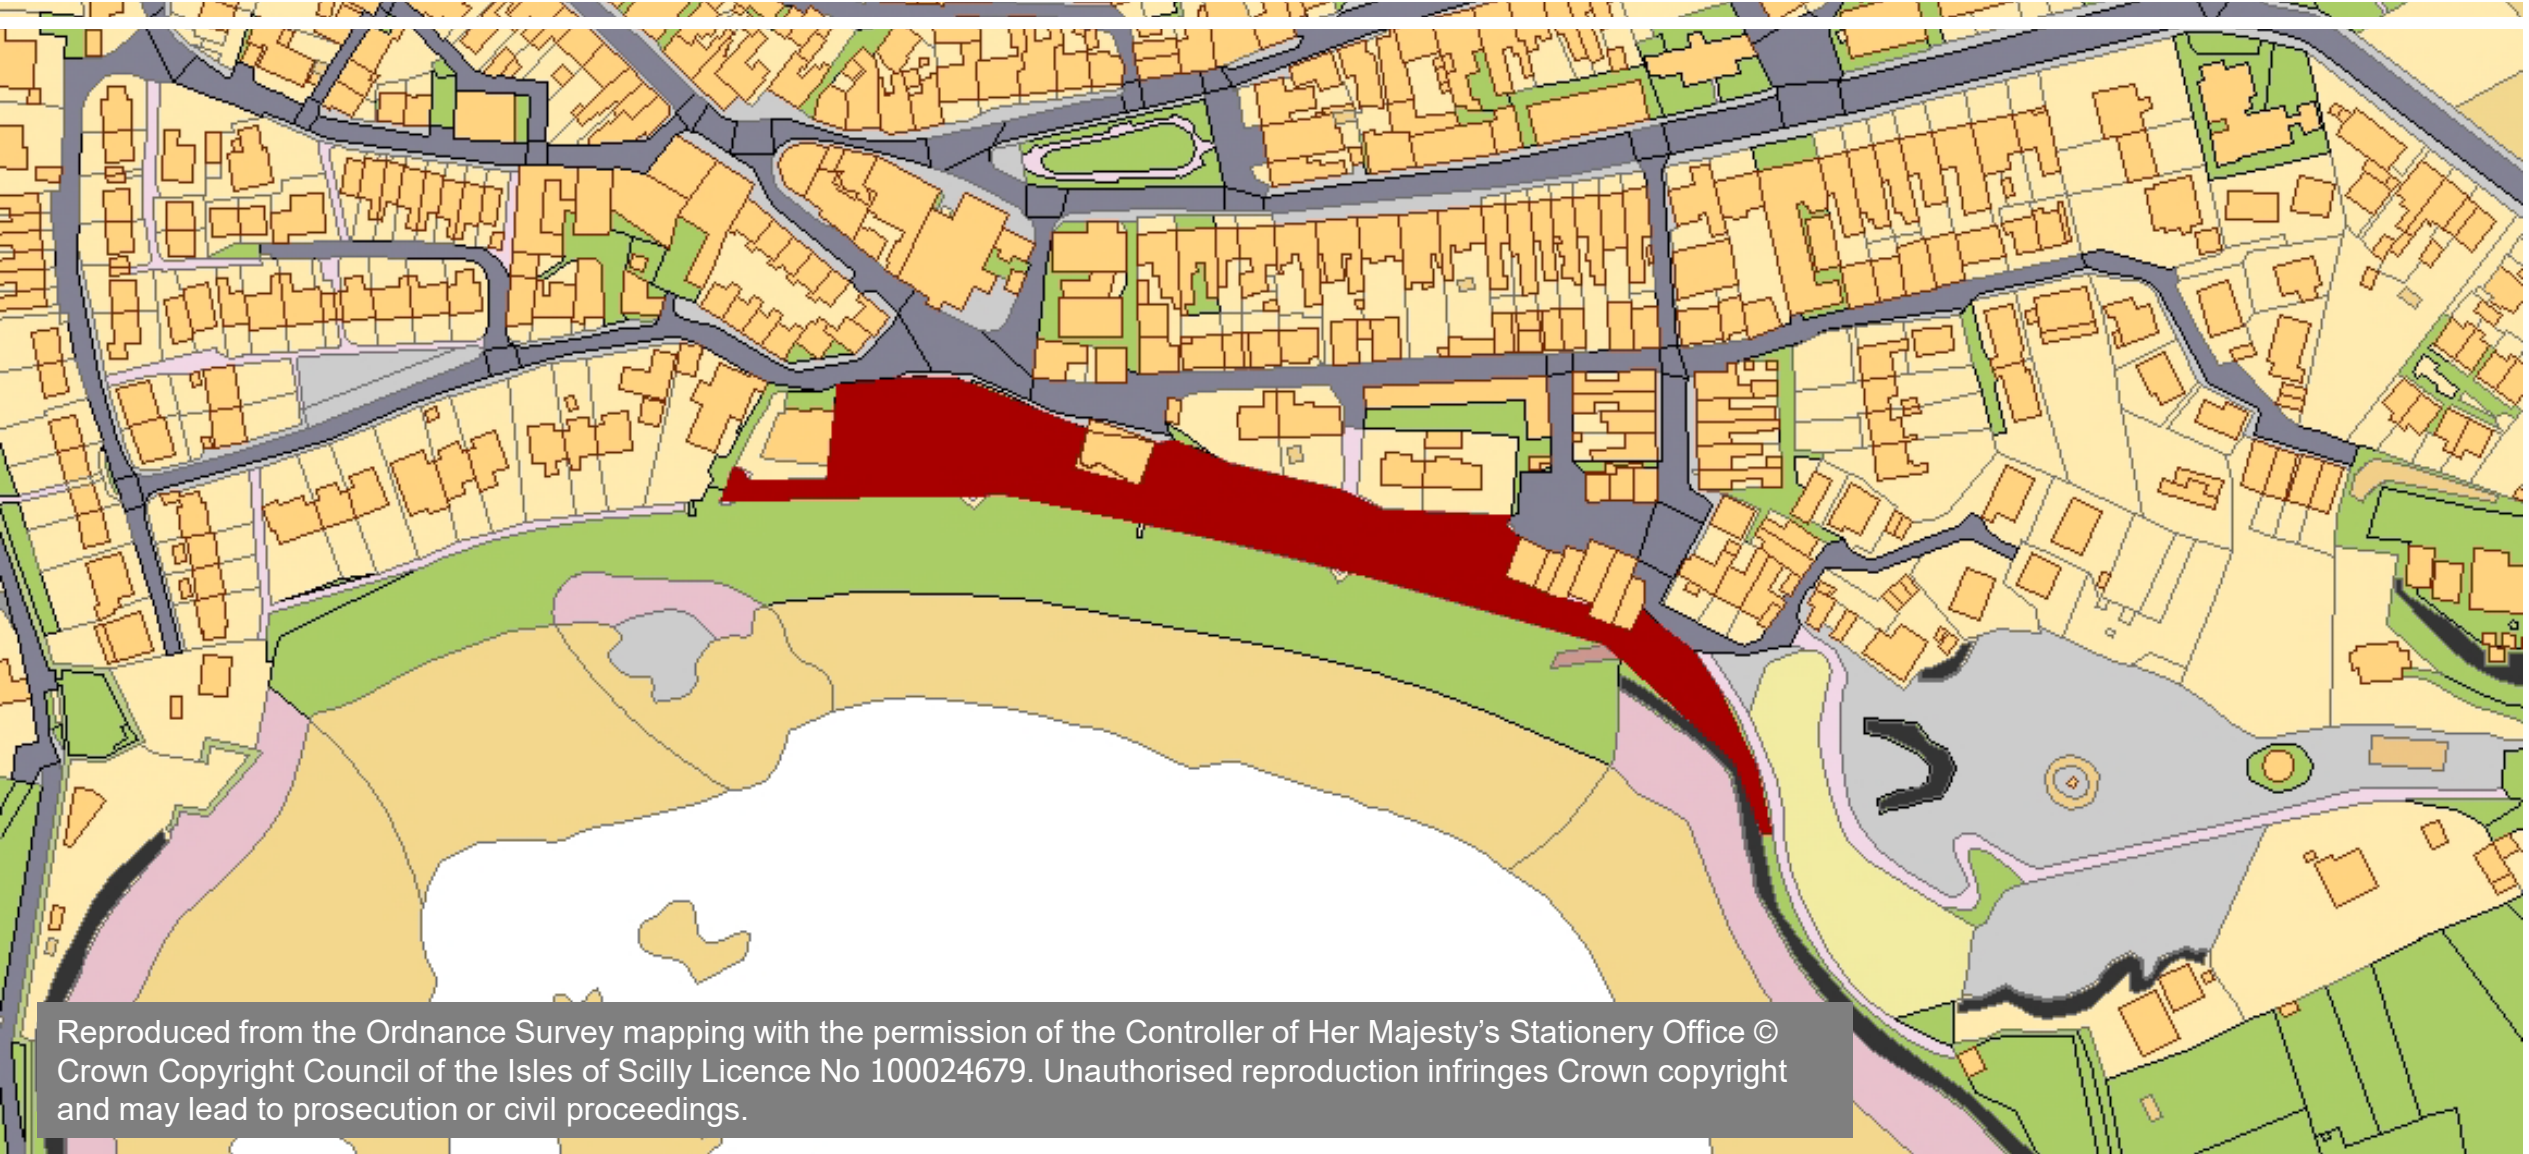 Reproduced from the Ordnance Survey mapping with the permission of the Controller of Her Majesty’s Stationery Office ©
Crown Copyright Council of the Isles of Scilly Licence No 100024679. Unauthorised reproduction infringes Crown copyright
and may lead to prosecution or civil proceedings.